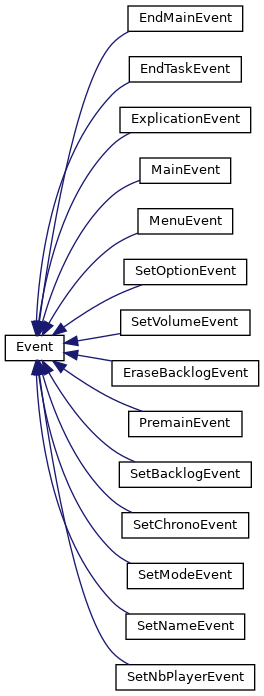 EndMainEvent
EndTaskEvent
ExplicationEvent
MainEvent
MenuEvent
SetOptionEvent
SetVolumeEvent
Event
EraseBacklogEvent
PremainEvent
SetBacklogEvent
SetChronoEvent
SetModeEvent
SetNameEvent
SetNbPlayerEvent